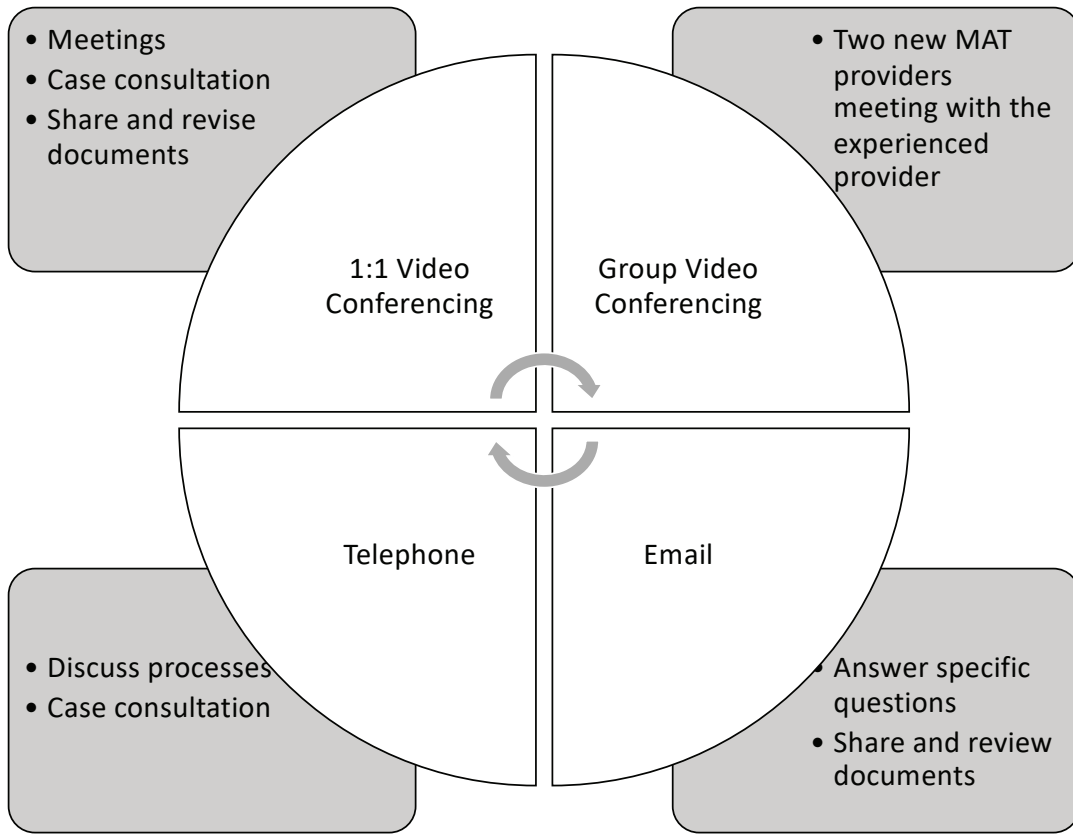 • Meetings
• Case consultation
• Share and revise
documents
• Two new MAT
providers
meeting with the
experienced
provider
1:1 Video
Conferencing
Group Video
Conferencing
Telephone
Email
• Discuss processes
• Case consultation
• Answer specific
questions
• Share and review
documents